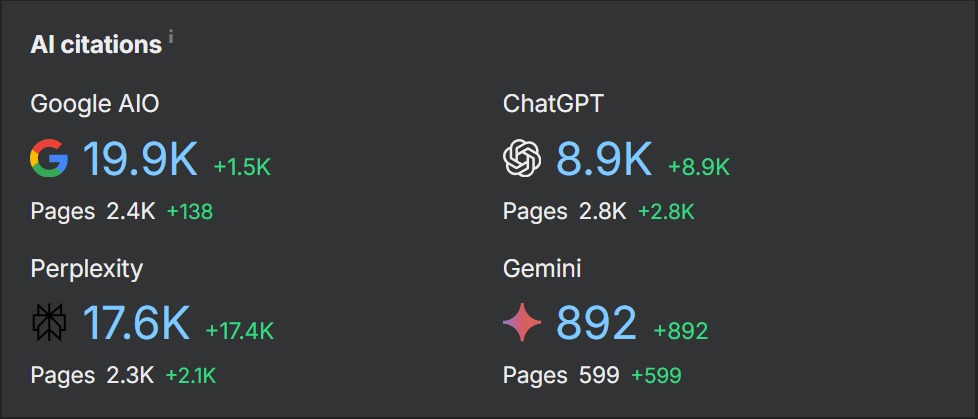 AI citations i
Google AIO
19.9K +1.5K
Pages 2.4K +138
ChatGPT
8.9K +8.9K
Pages 2.8K +2.8K
Perplexity
17.6K +17.4K
Pages 2.3K +2.1K
Gemini
892 +892
Pages 599 +599